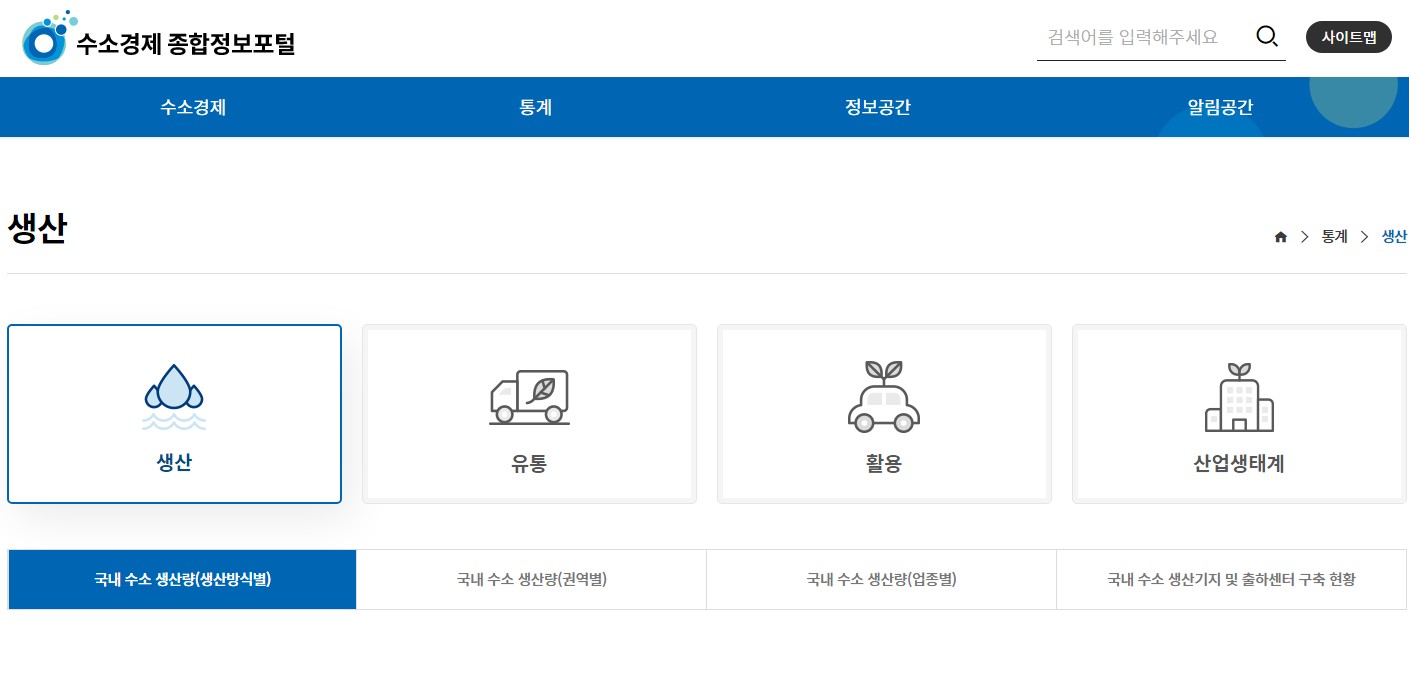 수소경제 종합정보포털
검색어를 입력해주세요
사이트맵
수소경제
통계
정보공간
알림공간
생산
통계
생산
생산
유통
활용
산업생태계
국내 수소 생산량(생산방식별)
국내 수소 생산량(권역별)
국내 수소 생산량(업종별)
국내 수소 생산기지 및 출하센터 구축 현황